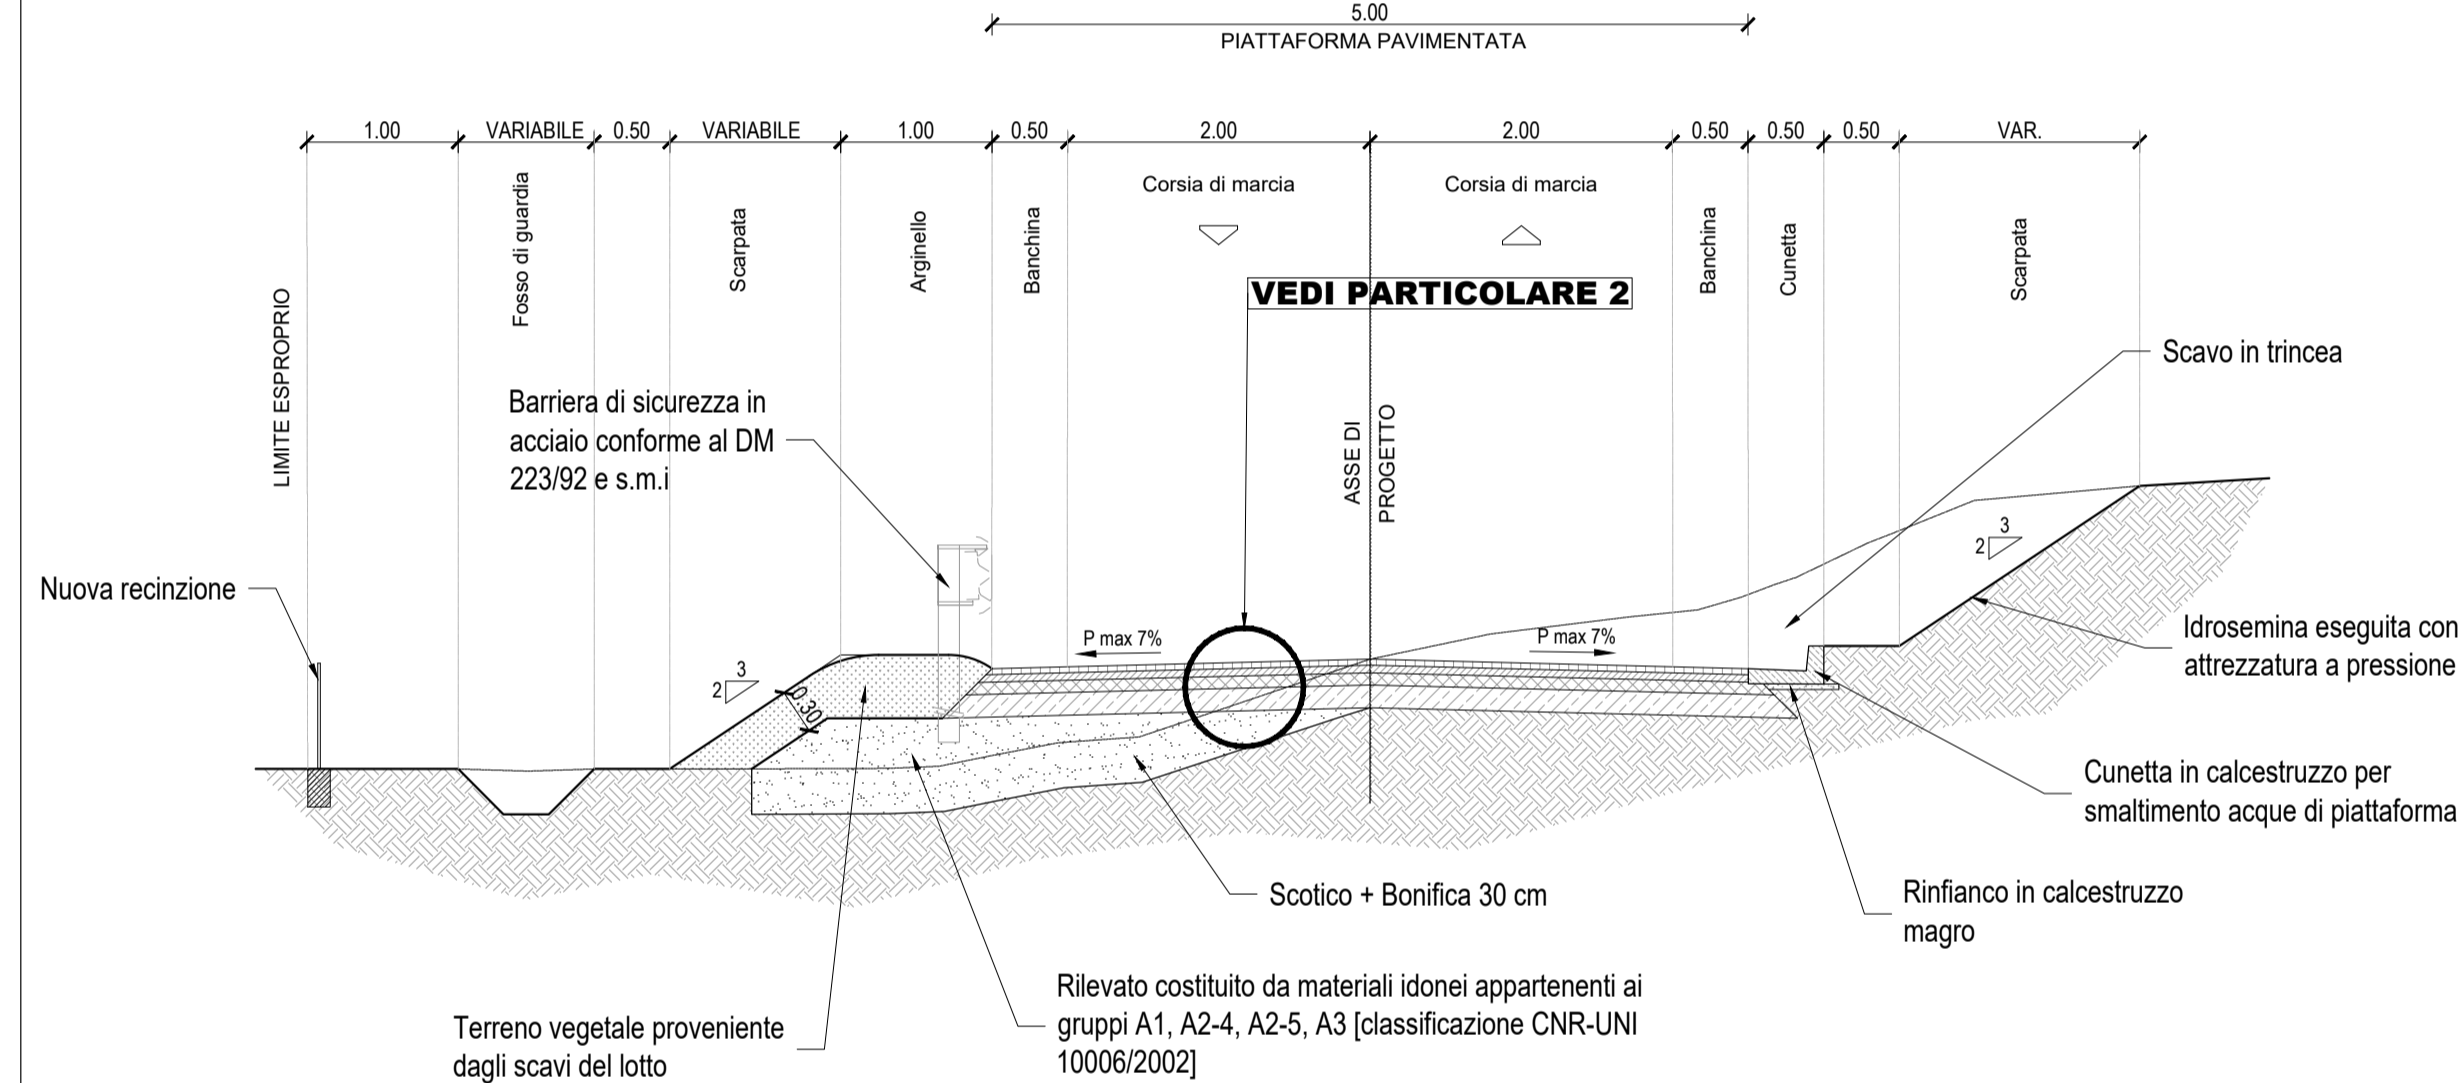 5.00
PIATTAFORMA PAVIMENTATA
1.00
VARIABILE
0.50
VARIABILE
1.00
0.50
2.00
2.00
0.50
0.50
0.50
VAR.
LIMITE ESPROPRIO
Fosso di guardia
Scarpata
Arginello
Banchina
Corsia di marcia
Corsia di marcia
Banchina
Cunetta
Scarpata
VEDI PARTICOLARE 2
ASSE DI
PROGETTO
Scavo in trincea
Barriera di sicurezza in
acciaio conforme al DM
223/92 e s.m.i
3
2
Nuova recinzione
P max 7%
P max 7%
Idrosemina eseguita con
attrezzatura a pressione
3
2
0.30
Cunetta in calcestruzzo per
smaltimento acque di piattaforma
Scotico + Bonifica 30 cm
Rinfianco in calcestruzzo
magro
Rilevato costituito da materiali idonei appartenenti ai
gruppi A1, A2-4, A2-5, A3 [classificazione CNR-UNI
10006/2002]
Terreno vegetale proveniente
dagli scavi del lotto